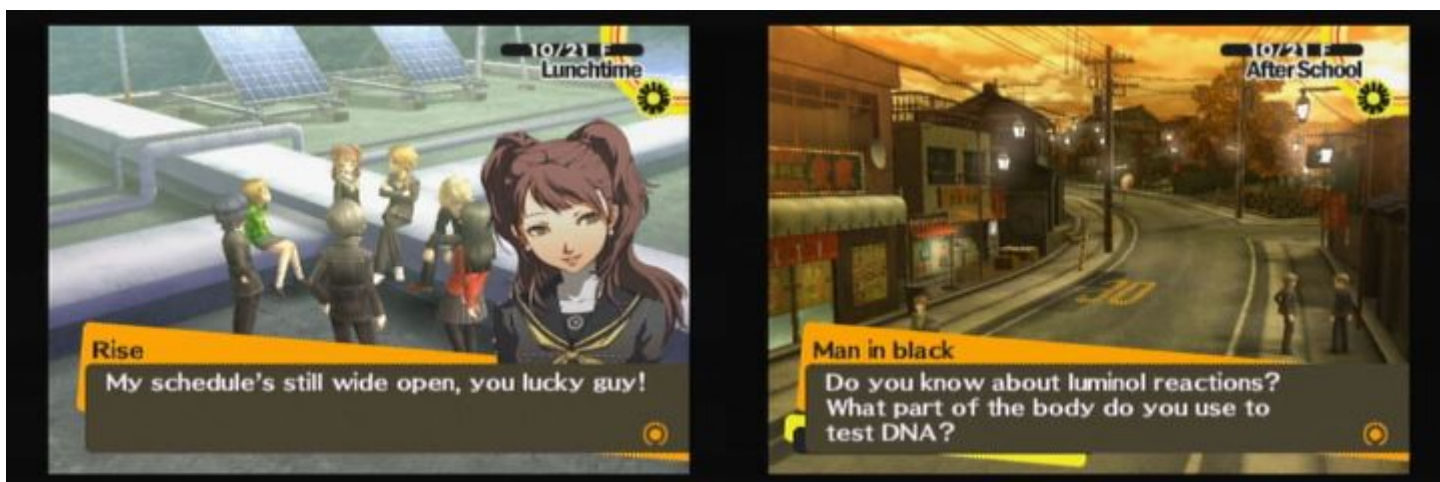 10/21 F
Lunchtime
Rise
My schedule's still wide open, you lucky guy!
10/21 F
After School
30
Man in black
Do you know about luminol reactions?
What part of the body do you use to
test DNA?